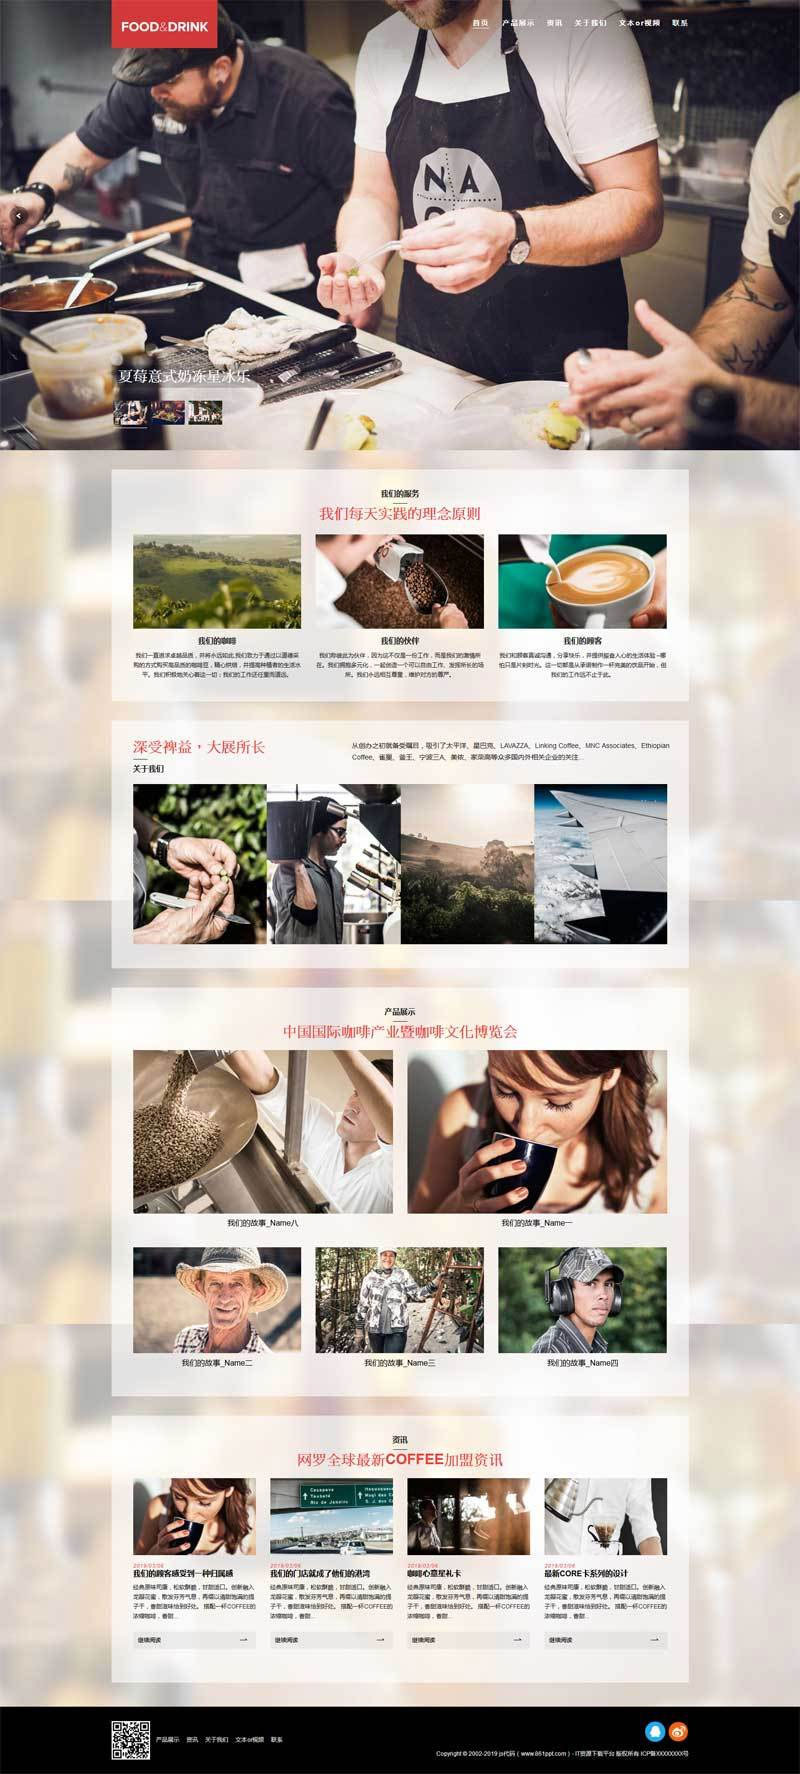 FOOD&DRINK
首页 产品展示 资讯 关于我们 文本or视频 联系
NA
夏莓意式奶冻星冰乐
我们的服务
我们每天实践的理念原则
我们的咖啡
我们的伙伴
我们的顾客
我们一直追求卓越品质，并将永远如此,我们致力于通过以道德采
购的方式购买高品质的咖啡豆，精心烘焙，并提高种植者的生活水
平。我们积极地关心着这一切；我们的工作还任重而道远。
我们称彼此为伙伴，因为这不仅是一份工作，而是我们的激情所
在。我们拥抱多元化，一起创造一个可以自由工作、发挥所长的场
所。我们永远相互尊重，维护对方的尊严。
我们和顾客真诚沟通，分享快乐，并提供振奋人心的生活体验 –哪
怕只是片刻时光。这一切都是从承诺制作一杯完美的饮品开始，但
我们的工作远不止于此。
深受裨益，大展所长
关于我们
从创办之初就备受瞩目，吸引了太平洋、星巴克、LAVAZZA、Linking Coffee、MNC Associates、Ethiopian
Coffee、雀巢、釜王、宁波三A、美侬、家荣高等众多国内外相关企业的关注...
产品展示
中国国际咖啡产业暨咖啡文化博览会
我们的故事_Name八
我们的故事_Name一
我们的故事_Name二
我们的故事_Name三
我们的故事_Name四
资讯
网罗全球最新COFFEE加盟资讯
2019/03/06
我们的顾客感受到一种归属感
经典原味司康，松软酥脆，甘甜适口。创新融入
龙眼花蜜，散发芬芳气息，再缀以清甜饱满的提
子干，香甜滋味恰到好处。 搭配一杯COFFEE的
浓缩咖啡，香甜...
继续阅读
2019/03/06
我们的门店就成了他们的港湾
经典原味司康，松软酥脆，甘甜适口。创新融入
龙眼花蜜，散发芬芳气息，再缀以清甜饱满的提
子干，香甜滋味恰到好处。 搭配一杯COFFEE的
浓缩咖啡，香甜...
继续阅读
2019/03/06
咖啡心意星礼卡
经典原味司康，松软酥脆，甘甜适口。创新融入
龙眼花蜜，散发芬芳气息，再缀以清甜饱满的提
子干，香甜滋味恰到好处。 搭配一杯COFFEE的
浓缩咖啡，香甜...
继续阅读
2019/03/06
最新CORE卡系列的设计
经典原味司康，松软酥脆，甘甜适口。创新融入
龙眼花蜜，散发芬芳气息，再缀以清甜饱满的提
子干，香甜滋味恰到好处。 搭配一杯COFFEE的
浓缩咖啡，香甜...
继续阅读
产品展示 资讯 关于我们 文本or视频 联系
Copyright © 2002-2019 js代码（www.861ppt.com）- IT资源下载平台 版权所有 ICP备XXXXXXXX号